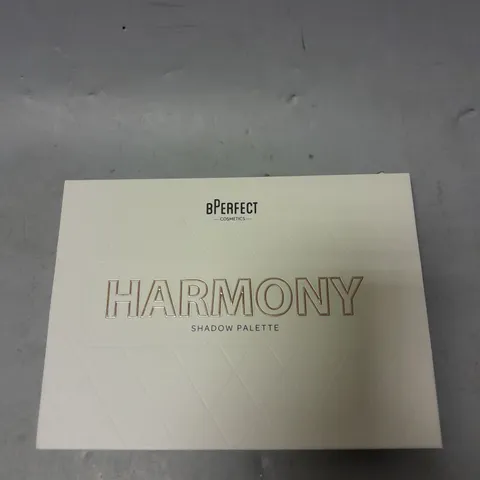 BPERFECT
COSMETICS
HARMONY
SHADOW PALETTE